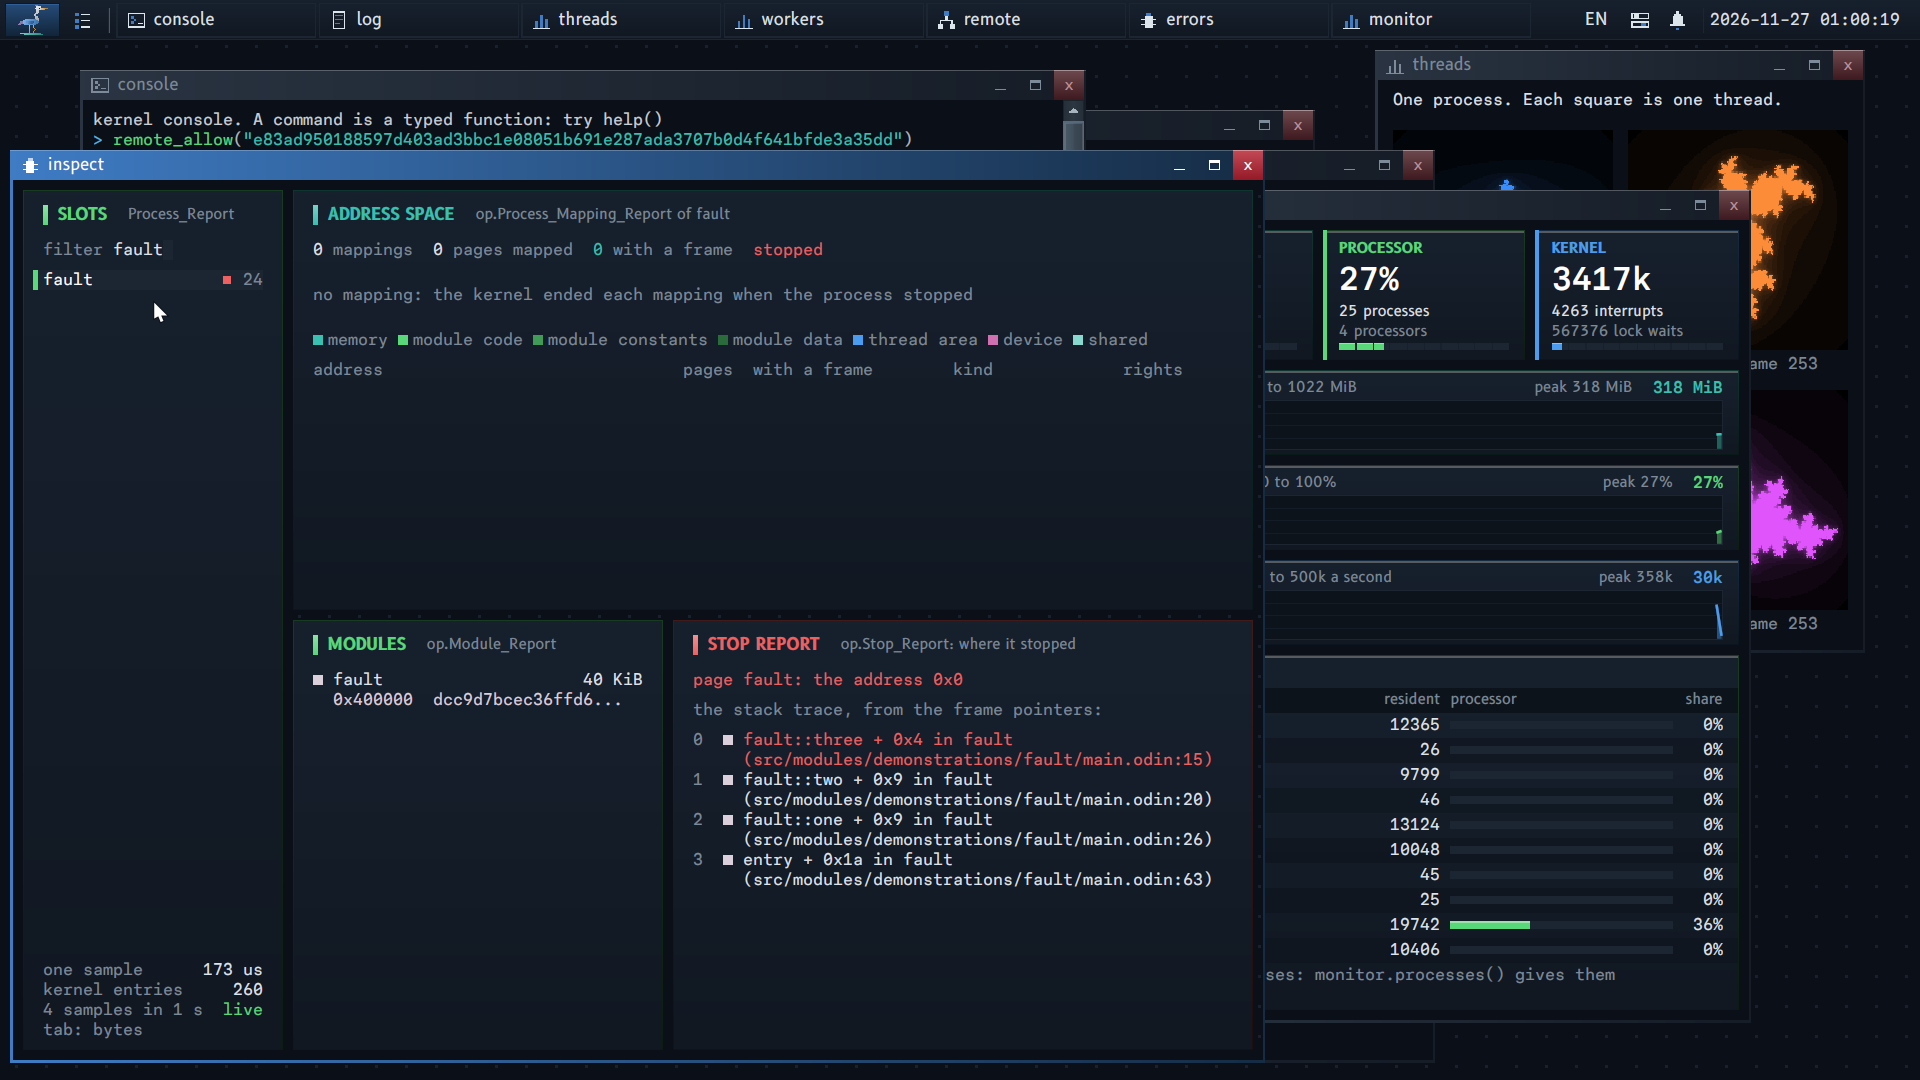 console
log
threads
workers
remote
errors
monitor
EN
2026-11-27 01:00:19
console
x
kernel console. A command is a typed function: try help()
> remote_allow("e83ad950188597d403ad3bbc1e08051b691e287ada3707b0d4f641bfde3a35dd")
x
x
x
threads
x
One process. Each square is one thread.
ame 253
ame 253
inspect
x
SLOTS Process_Report
filter fault
fault 24
one sample 173 us
kernel entries 260
4 samples in 1 s live
tab: bytes
ADDRESS SPACE op.Process_Mapping_Report of fault
0 mappings 0 pages mapped 0 with a frame stopped
no mapping: the kernel ended each mapping when the process stopped
memory module code module constants module data thread area device shared
address pages with a frame kind rights
MODULES op.Module_Report
fault 40 KiB
0x400000 dcc9d7bcec36ffd6...
STOP REPORT op.Stop_Report: where it stopped
page fault: the address 0x0
the stack trace, from the frame pointers:
0 fault::three + 0x4 in fault
(src/modules/demonstrations/fault/main.odin:15)
1 fault::two + 0x9 in fault
(src/modules/demonstrations/fault/main.odin:20)
2 fault::one + 0x9 in fault
(src/modules/demonstrations/fault/main.odin:26)
3 entry + 0x1a in fault
(src/modules/demonstrations/fault/main.odin:63)
PROCESSOR
27%
25 processes
4 processors
KERNEL
3417k
4263 interrupts
567376 lock waits
to 1022 MiB peak 318 MiB 318 MiB
to 100% peak 27% 27%
to 500k a second peak 358k 30k
resident processor share
12365 0%
26 0%
9799 0%
46 0%
13124 0%
10048 0%
45 0%
25 0%
19742 36%
10406 0%
ses: monitor.processes() gives them